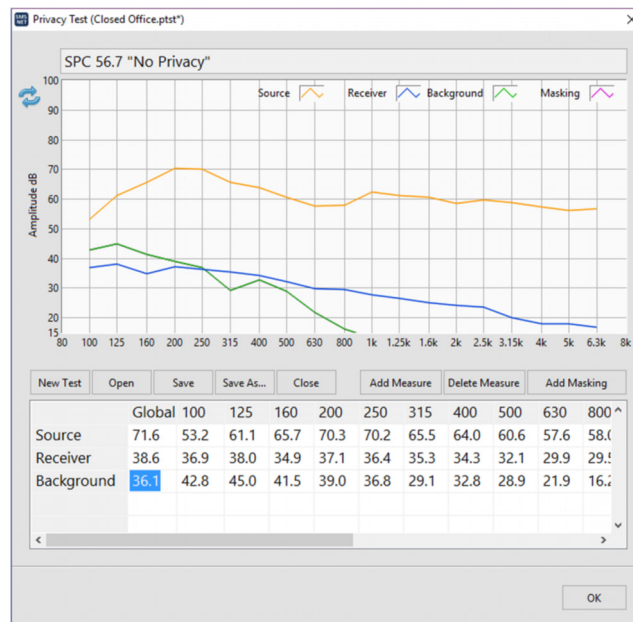 Privacy Test (Closed Office.ptst*)
SPC 56.7 "No Privacy"
Source Receiver Background Masking
Amplitude dB
100
90
80
70
60
50
40
30
20
15
80 100 125 160 200 250 315 400 500 630 800 1k 1.25k 1.6k 2k 2.5k 3.15k 4k 5k 6.3k 8k
New Test Open Save Save As... Close Add Measure Delete Measure Add Masking
Global 100 125 160 200 250 315 400 500 630 800
Source 71.6 53.2 61.1 65.7 70.3 70.2 65.5 64.0 60.6 57.6 58.0
Receiver 38.6 36.9 38.0 34.9 37.1 36.4 35.3 34.3 32.1 29.9 29.5
Background 36.1 42.8 45.0 41.5 39.0 36.8 29.1 32.8 28.9 21.9 16.2
OK